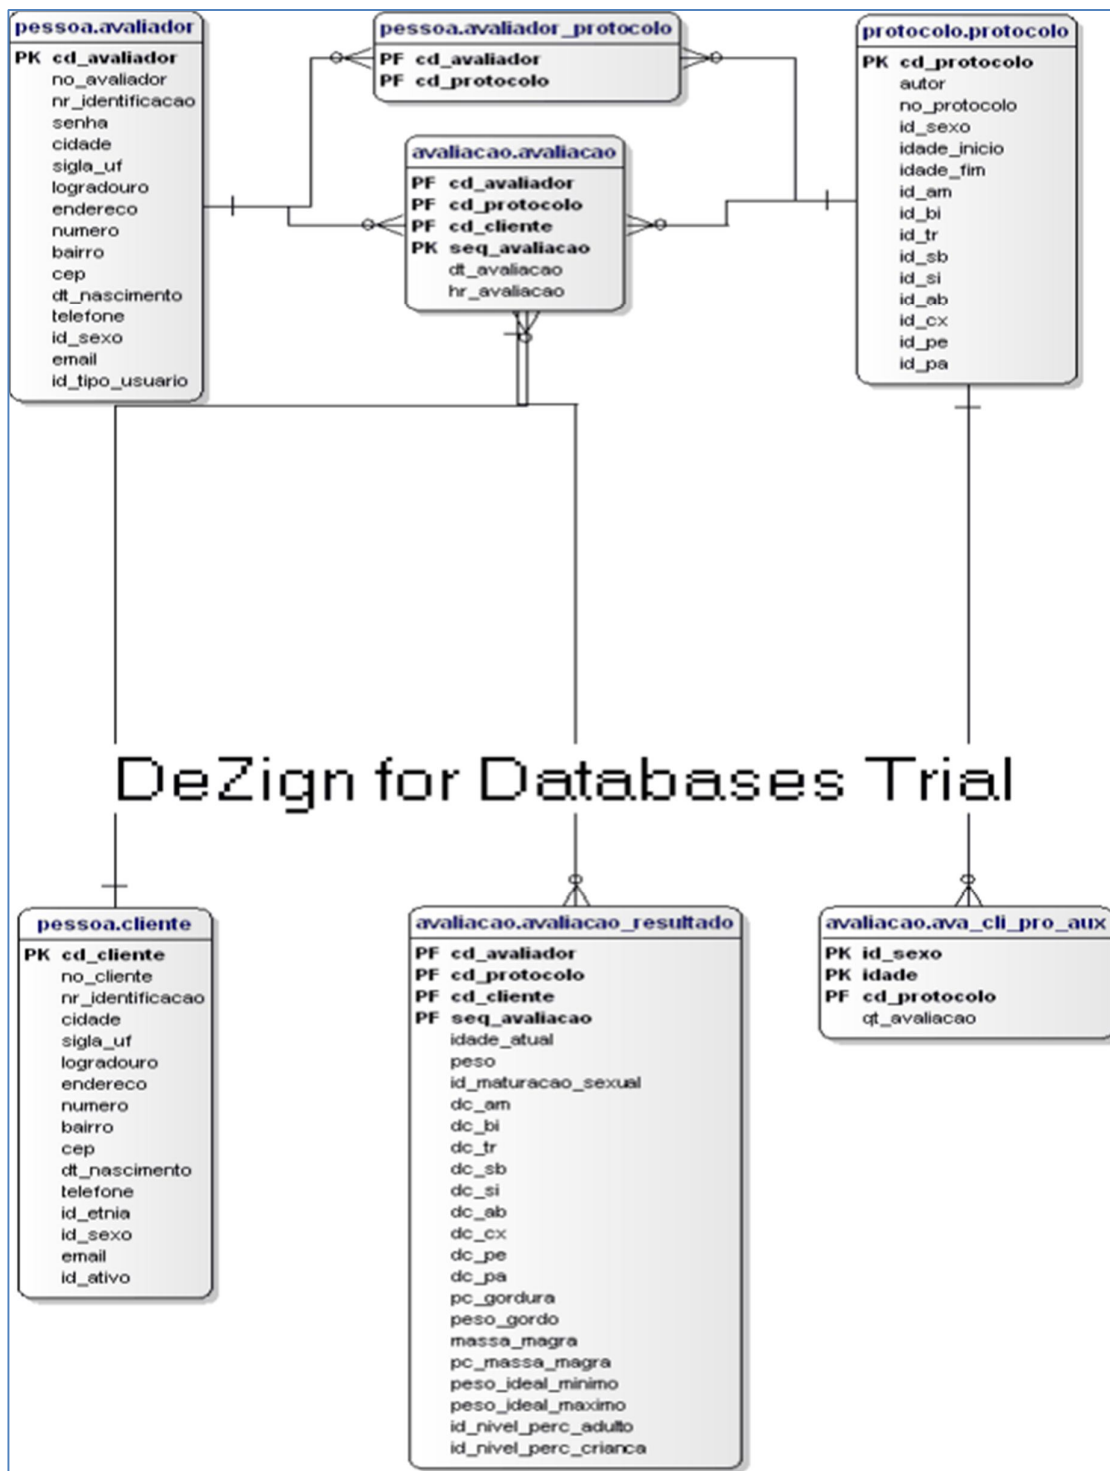 pessoa.avaliador
PK cd_avaliador
no_avaliador
nr_identificacao
senha
cidade
sigla_uf
logradouro
endereco
numero
bairro
cep
dt_nascimento
telefone
id_sexo
email
id_tipo_usuario
pessoa.avaliador_protocolo
PF cd_avaliador
PF cd_protocolo
avaliacao.avaliacao
PF cd_avaliador
PF cd_protocolo
PF cd_cliente
PK seq_avaliacao
dt_avaliacao
hr_avaliacao
protocolo.protocolo
PK cd_protocolo
autor
no_protocolo
id_sexo
idade_inicio
idade_fim
id_am
id_bi
id_tr
id_sb
id_si
id_ab
id_cx
id_pe
id_pa
DeZign for Databases Trial
pessoa.cliente
PK cd_cliente
no_cliente
nr_identificacao
cidade
sigla_uf
logradouro
endereco
numero
bairro
cep
dt_nascimento
telefone
id_etnia
id_sexo
email
id_ativo
avaliacao.avaliacao_resultado
PF cd_avaliador
PF cd_protocolo
PF cd_cliente
PF seq_avaliacao
idade_atual
peso
id_maturacao_sexual
dc_am
dc_bi
dc_tr
dc_sb
dc_si
dc_ab
dc_cx
dc_pe
dc_pa
pc_gordura
peso_gordo
massa_magra
pc_massa_magra
peso_ideal_minimo
peso_ideal_maximo
id_nivel_perc_adulto
id_nivel_perc_crianca
avaliacao.ava_cli_pro_aux
PK id_sexo
PK idade
PF cd_protocolo
qt_avaliacao